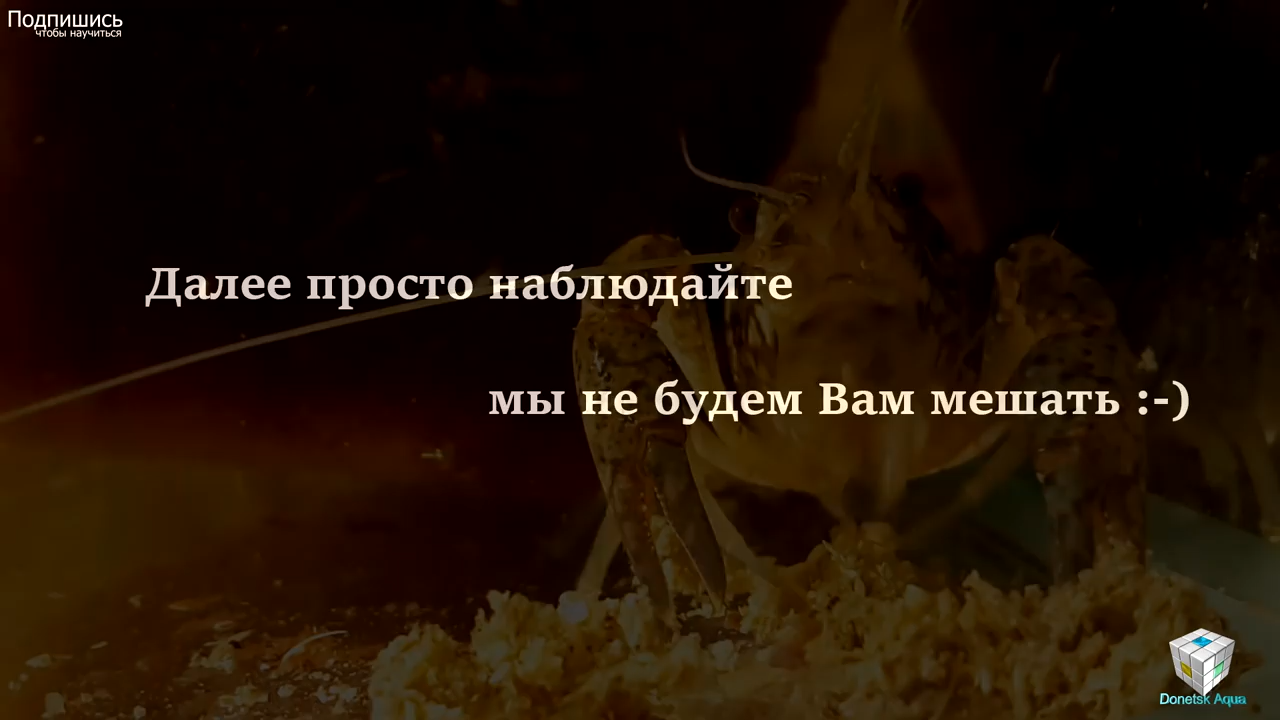 Подпишись
чтобы научиться
Далее просто наблюдайте
мы не будем Вам мешать :-)
Donetsk Aqua